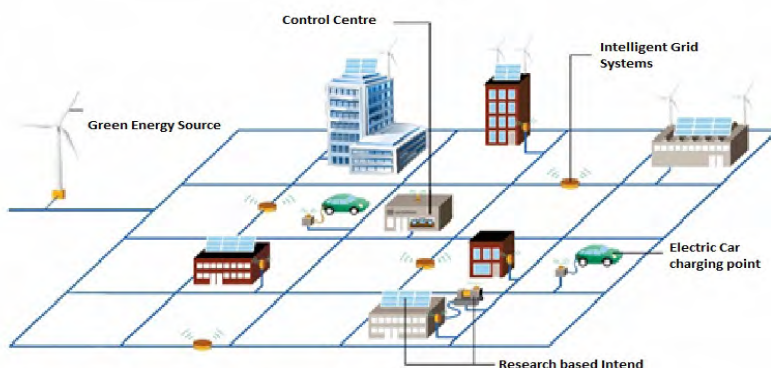 Control Centre
Intelligent Grid
Systems
Green Energy Source
Electric Car
charging point
Research based Intend